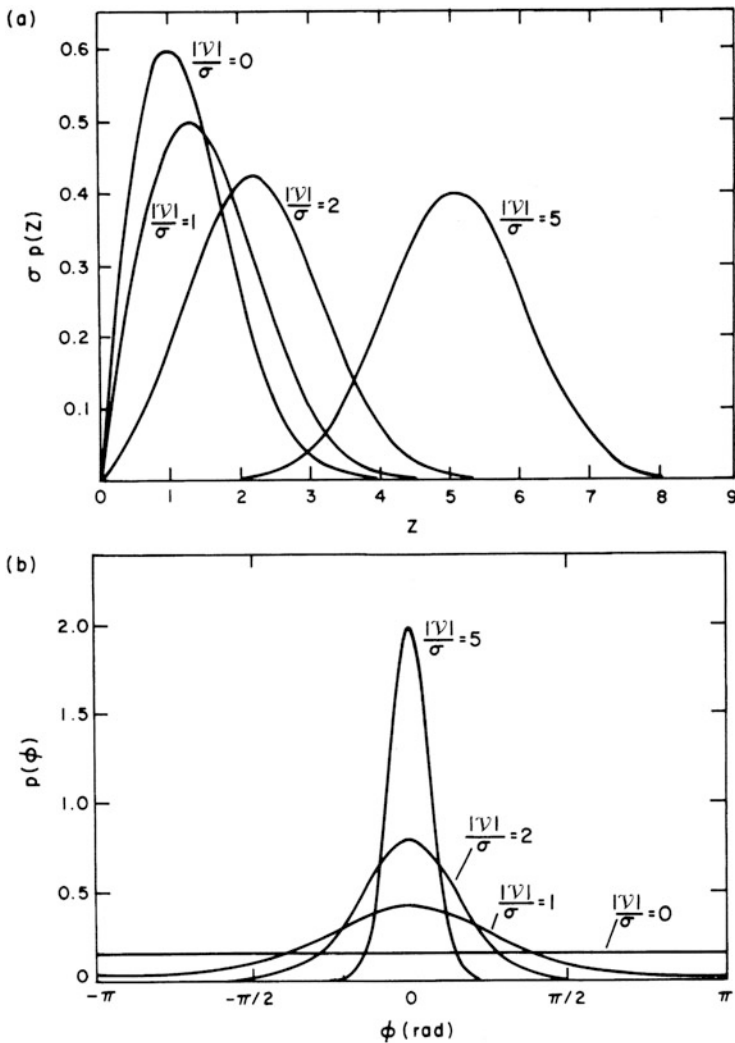 (a)
0.6
0.5
0.4
0.3
0.2
0.1
σ p(Z)
|𝒱|/σ = 0
|𝒱|/σ = 1
|𝒱|/σ = 2
|𝒱|/σ = 5
0 1 2 3 4 5 6 7 8 9
Z
(b)
2.0
1.5
1.0
0.5
0
p(φ)
|𝒱|/σ = 5
|𝒱|/σ = 2
|𝒱|/σ = 1
|𝒱|/σ = 0
-π -π/2 0 π/2 π
φ (rad)